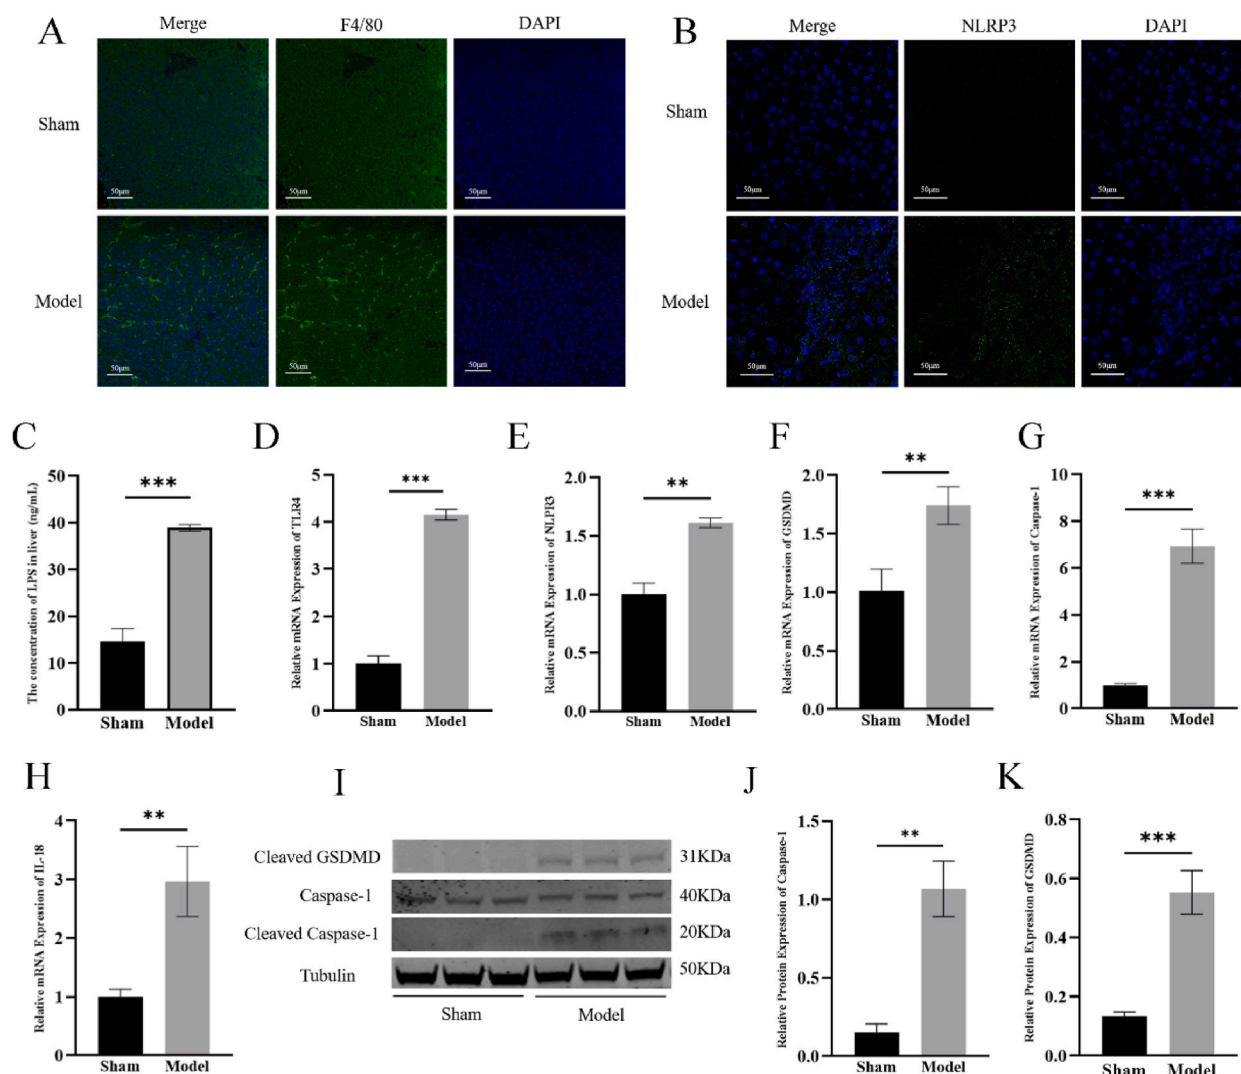 A
Merge F4/80 DAPI
Sham
50μm 50μm 50μm
Model
50μm 50μm 50μm
B
Merge NLRP3 DAPI
Sham
50μm 50μm 50μm
Model
50μm 50μm 50μm
C
The concentration of LPS in liver (ng/mL)
50
40
30
20
10
0
***
Sham Model
D
Relative mRNA Expression of TLR4
5
4
3
2
1
0
***
Sham Model
E
Relative mRNA Expression of NLPR3
2.0
1.5
1.0
0.5
0.0
**
Sham Model
F
Relative mRNA Expression of GSDMD
2.0
1.5
1.0
0.5
0.0
**
Sham Model
G
Relative mRNA Expression of Caspase-1
10
8
6
4
2
0
***
Sham Model
H
Relative mRNA Expression of IL-18
4
3
2
1
0
**
Sham Model
I
Cleaved GSDMD 31KDa
Caspase-1 40KDa
Cleaved Caspase-1 20KDa
Tubulin 50KDa
Sham Model
J
Relative Protein Expression of Caspase-1
1.5
1.0
0.5
0.0
**
Sham Model
K
Relative Protein Expression of GSDMD
0.8
0.6
0.4
0.2
0.0
***
Sham Model